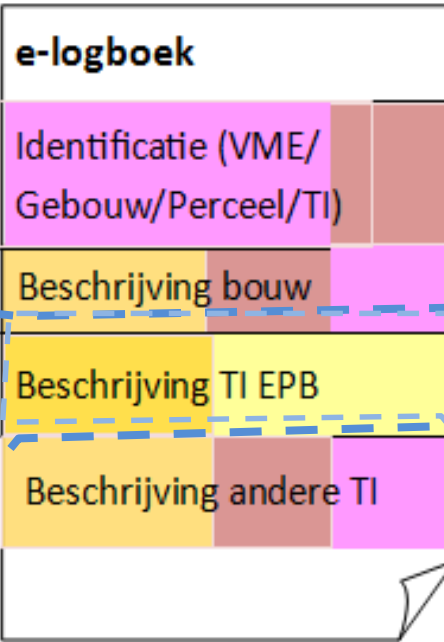 e-logboek
Identificatie (VME/
Gebouw/Perceel/TI)
Beschrijving bouw
Beschrijving TI EPB
Beschrijving andere TI